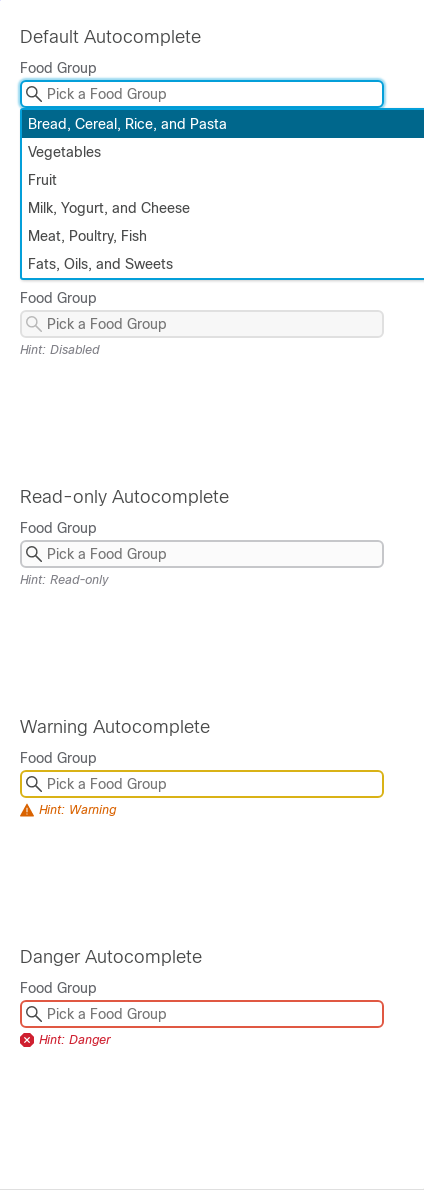 Default Autocomplete
Food Group
Pick a Food Group
Bread, Cereal, Rice, and Pasta
Vegetables
Fruit
Milk, Yogurt, and Cheese
Meat, Poultry, Fish
Fats, Oils, and Sweets
Food Group
Pick a Food Group
Hint: Disabled
Read-only Autocomplete
Food Group
Pick a Food Group
Hint: Read-only
Warning Autocomplete
Food Group
Pick a Food Group
Hint: Warning
Danger Autocomplete
Food Group
Pick a Food Group
Hint: Danger